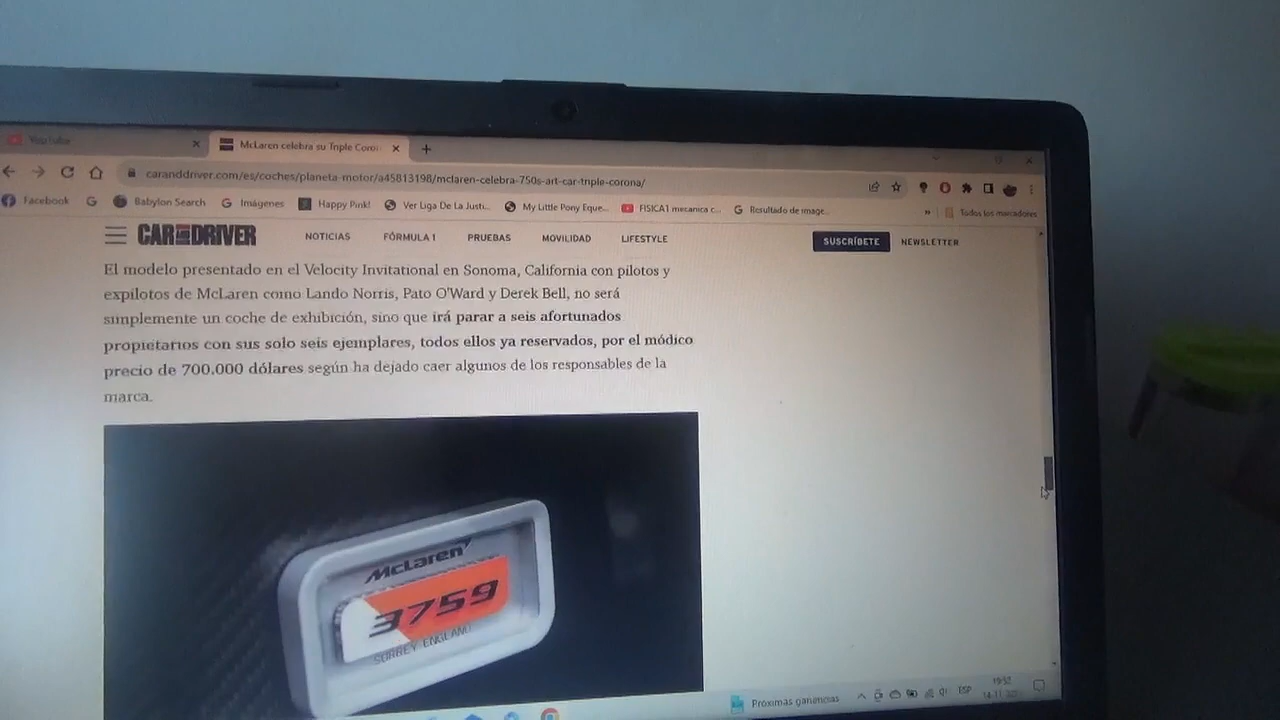 YouTube
McLaren celebra su Triple Coron
caranddriver.com/es/coches/planeta-motor/a45813198/mclaren-celebra-750s-art-car-triple-corona/
Facebook
Babylon Search
Imágenes
Happy Pink!
Ver Liga De La Justi...
My Little Pony Eque...
FISICA1 mecanica c...
Resultado de image...
»
Todos los marcadores
CAR AND DRIVER
NOTICIAS
FÓRMULA 1
PRUEBAS
MOVILIDAD
LIFESTYLE
SUSCRÍBETE
NEWSLETTER
El modelo presentado en el Velocity Invitational en Sonoma, California con pilotos y
expilotos de McLaren como Lando Norris, Pato O'Ward y Derek Bell, no será
simplemente un coche de exhibición, sino que irá parar a seis afortunados
propietarios con sus solo seis ejemplares, todos ellos ya reservados, por el módico
precio de 700.000 dólares según ha dejado caer algunos de los responsables de la
marca.
McLaren
3759
SURREY ENGLAND
Próximas ganancias
ESP
19:52